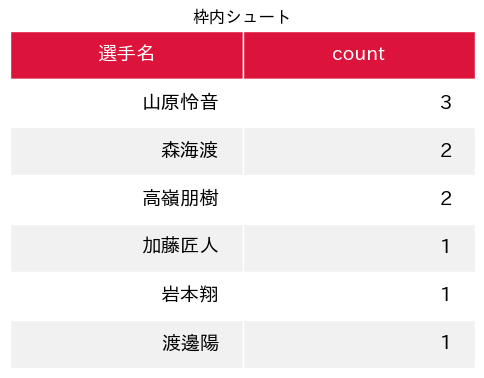 枠内シュート
選手名 count
山原怜音 3
森海渡 2
高嶺朋樹 2
加藤匠人 1
岩本翔 1
渡邊陽 1